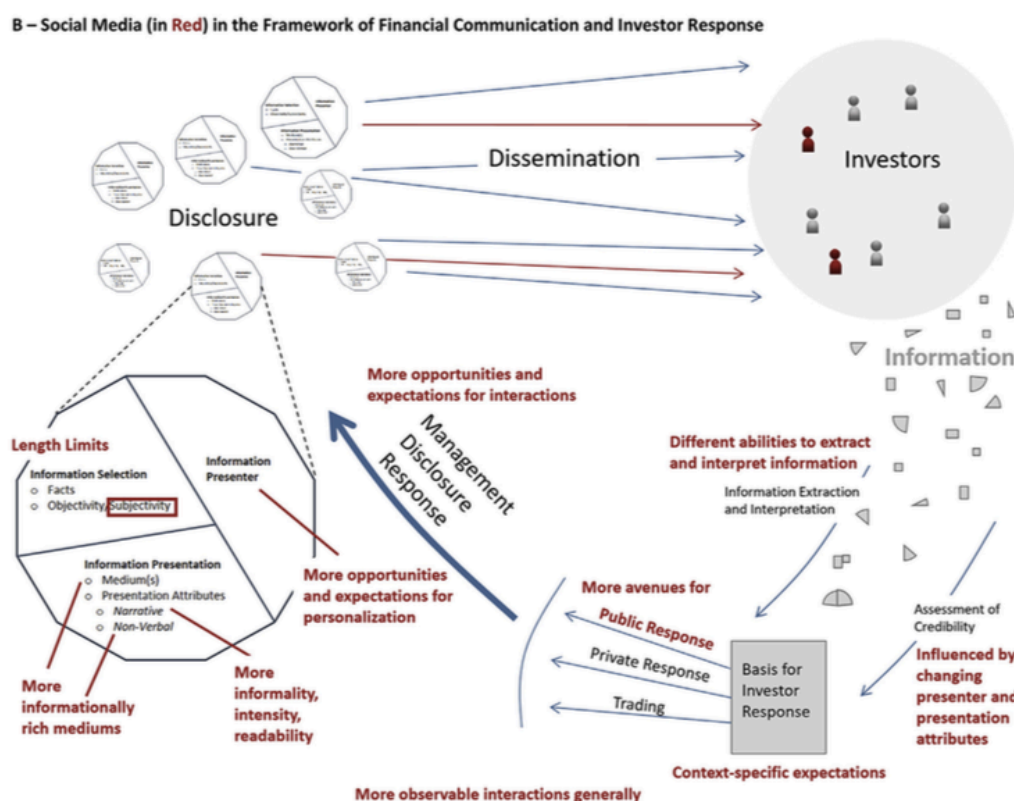 B – Social Media (in Red) in the Framework of Financial Communication and Investor Response
Dissemination
Investors
Disclosure
Information
More opportunities and
expectations for interactions
Management
Disclosure
Response
Different abilities to extract
and interpret information
Information Extraction
and Interpretation
Length Limits
Information Selection
o Facts
o Objectivity/Subjectivity
Information
Presenter
Information Presentation
o Medium(s)
o Presentation Attributes
o Narrative
o Non-Verbal
More opportunities
and expectations for
personalization
More
informationally
rich mediums
More
informality,
intensity,
readability
More avenues for
Public Response
Private Response
Trading
Basis for
Investor
Response
Assessment of
Credibility
Influenced by
changing
presenter and
presentation
attributes
Context-specific expectations
More observable interactions generally